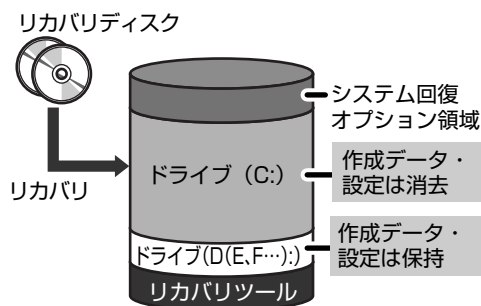 リカバリディスク
システム回復
オプション領域
ドライブ（C:）
作成データ・
設定は消去
リカバリ
ドライブ(D(E、F…):)
作成データ・
設定は保持
リカバリツール